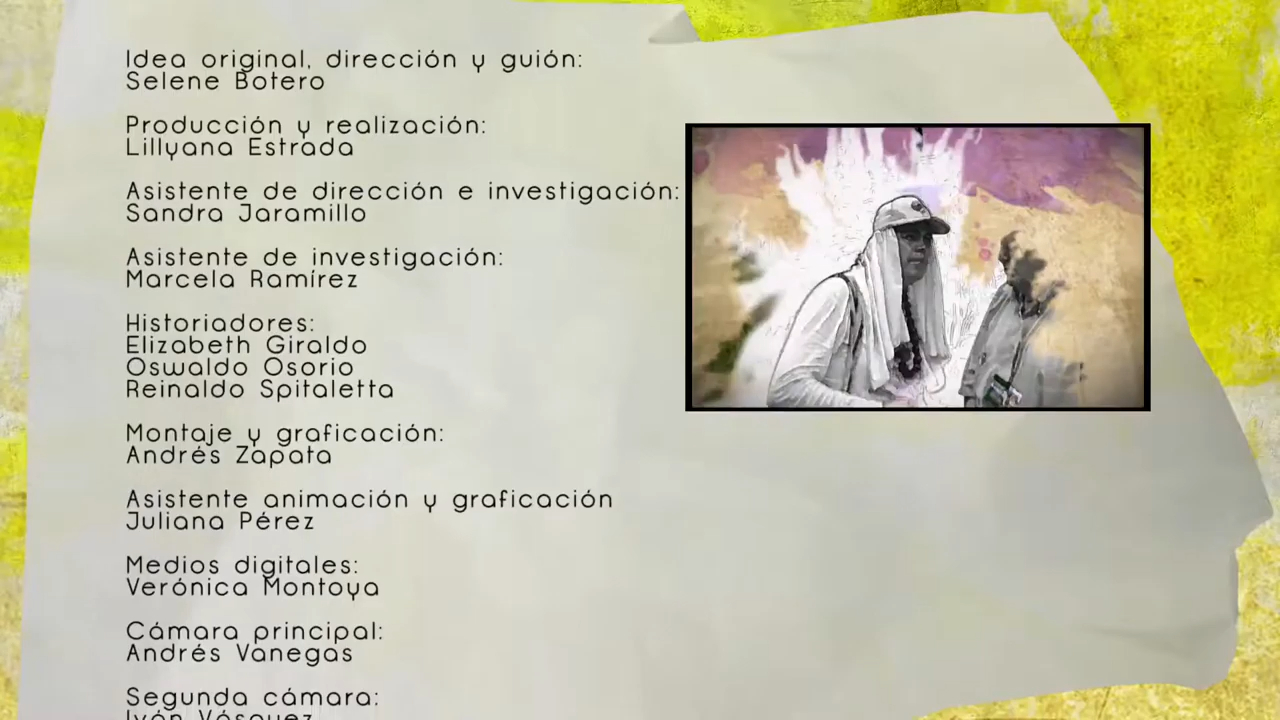 Idea original, dirección y guión:
Selene Botero
Producción y realización:
Lillyana Estrada
Asistente de dirección e investigación:
Sandra Jaramillo
Asistente de investigación:
Marcela Ramírez
Historiadores:
Elizabeth Giraldo
Oswaldo Osorio
Reinaldo Spitaletta
Montaje y graficación:
Andrés Zapata
Asistente animación y graficación
Juliana Pérez
Medios digitales:
Verónica Montoya
Cámara principal:
Andrés Vanegas
Segunda cámara:
Iván Vásquez